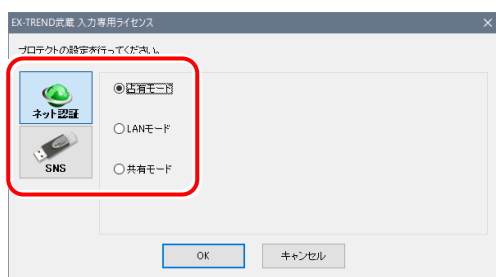 EX-TREND武蔵 入力専用ライセンス
プロテクトの設定を行ってください。
ネット認証
占有モード
LANモード
SNS
共有モード
OK
キャンセル